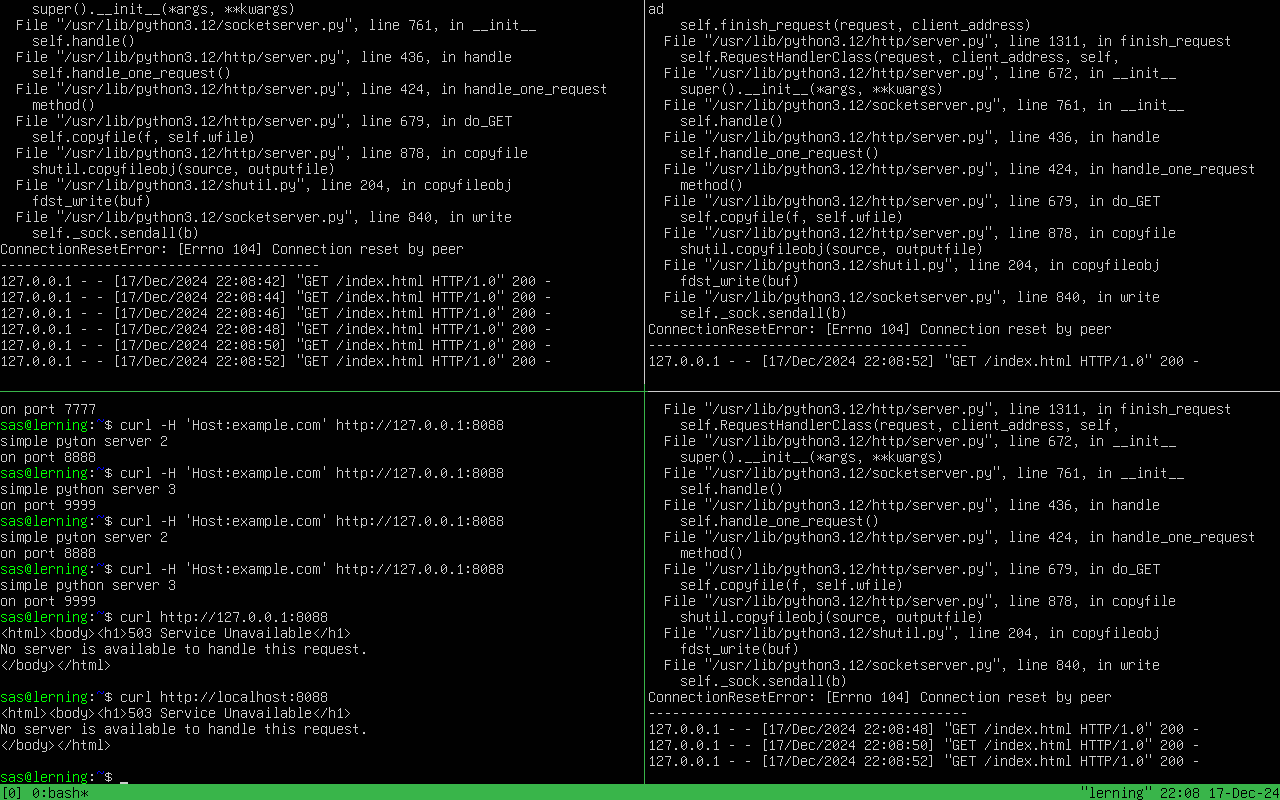 super().__init__(*args, **kwargs)
  File "/usr/lib/python3.12/socketserver.py", line 761, in __init__
    self.handle()
  File "/usr/lib/python3.12/http/server.py", line 436, in handle
    self.handle_one_request()
  File "/usr/lib/python3.12/http/server.py", line 424, in handle_one_request
    method()
  File "/usr/lib/python3.12/http/server.py", line 679, in do_GET
    self.copyfile(f, self.wfile)
  File "/usr/lib/python3.12/http/server.py", line 878, in copyfile
    shutil.copyfileobj(source, outputfile)
  File "/usr/lib/python3.12/shutil.py", line 204, in copyfileobj
    fdst_write(buf)
  File "/usr/lib/python3.12/socketserver.py", line 840, in write
    self._sock.sendall(b)
ConnectionResetError: [Errno 104] Connection reset by peer
----------------------------------------
127.0.0.1 - - [17/Dec/2024 22:08:42] "GET /index.html HTTP/1.0" 200 -
127.0.0.1 - - [17/Dec/2024 22:08:44] "GET /index.html HTTP/1.0" 200 -
127.0.0.1 - - [17/Dec/2024 22:08:46] "GET /index.html HTTP/1.0" 200 -
127.0.0.1 - - [17/Dec/2024 22:08:48] "GET /index.html HTTP/1.0" 200 -
127.0.0.1 - - [17/Dec/2024 22:08:50] "GET /index.html HTTP/1.0" 200 -
127.0.0.1 - - [17/Dec/2024 22:08:52] "GET /index.html HTTP/1.0" 200 -
ad
    self.finish_request(request, client_address)
  File "/usr/lib/python3.12/http/server.py", line 1311, in finish_request
    self.RequestHandlerClass(request, client_address, self,
  File "/usr/lib/python3.12/http/server.py", line 672, in __init__
    super().__init__(*args, **kwargs)
  File "/usr/lib/python3.12/socketserver.py", line 761, in __init__
    self.handle()
  File "/usr/lib/python3.12/http/server.py", line 436, in handle
    self.handle_one_request()
  File "/usr/lib/python3.12/http/server.py", line 424, in handle_one_request
    method()
  File "/usr/lib/python3.12/http/server.py", line 679, in do_GET
    self.copyfile(f, self.wfile)
  File "/usr/lib/python3.12/http/server.py", line 878, in copyfile
    shutil.copyfileobj(source, outputfile)
  File "/usr/lib/python3.12/shutil.py", line 204, in copyfileobj
    fdst_write(buf)
  File "/usr/lib/python3.12/socketserver.py", line 840, in write
    self._sock.sendall(b)
ConnectionResetError: [Errno 104] Connection reset by peer
----------------------------------------
127.0.0.1 - - [17/Dec/2024 22:08:52] "GET /index.html HTTP/1.0" 200 -
on port 7777
sas@lerning:~$ curl -H 'Host:example.com' http://127.0.0.1:8088
simple pyton server 2
on port 8888
sas@lerning:~$ curl -H 'Host:example.com' http://127.0.0.1:8088
simple python server 3
on port 9999
sas@lerning:~$ curl -H 'Host:example.com' http://127.0.0.1:8088
simple pyton server 2
on port 8888
sas@lerning:~$ curl -H 'Host:example.com' http://127.0.0.1:8088
simple python server 3
on port 9999
sas@lerning:~$ curl http://127.0.0.1:8088
<html><body><h1>503 Service Unavailable</h1>
No server is available to handle this request.
</body></html>
sas@lerning:~$ curl http://localhost:8088
<html><body><h1>503 Service Unavailable</h1>
No server is available to handle this request.
</body></html>
sas@lerning:~$ _
  File "/usr/lib/python3.12/http/server.py", line 1311, in finish_request
    self.RequestHandlerClass(request, client_address, self,
  File "/usr/lib/python3.12/http/server.py", line 672, in __init__
    super().__init__(*args, **kwargs)
  File "/usr/lib/python3.12/socketserver.py", line 761, in __init__
    self.handle()
  File "/usr/lib/python3.12/http/server.py", line 436, in handle
    self.handle_one_request()
  File "/usr/lib/python3.12/http/server.py", line 424, in handle_one_request
    method()
  File "/usr/lib/python3.12/http/server.py", line 679, in do_GET
    self.copyfile(f, self.wfile)
  File "/usr/lib/python3.12/http/server.py", line 878, in copyfile
    shutil.copyfileobj(source, outputfile)
  File "/usr/lib/python3.12/shutil.py", line 204, in copyfileobj
    fdst_write(buf)
  File "/usr/lib/python3.12/socketserver.py", line 840, in write
    self._sock.sendall(b)
ConnectionResetError: [Errno 104] Connection reset by peer
----------------------------------------
127.0.0.1 - - [17/Dec/2024 22:08:48] "GET /index.html HTTP/1.0" 200 -
127.0.0.1 - - [17/Dec/2024 22:08:50] "GET /index.html HTTP/1.0" 200 -
127.0.0.1 - - [17/Dec/2024 22:08:52] "GET /index.html HTTP/1.0" 200 -
[0] 0:bash* "lerning" 22:08 17-Dec-24